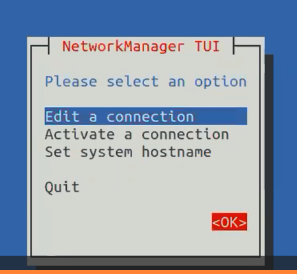 NetworkManager TUI
Please select an option
Edit a connection
Activate a connection
Set system hostname
Quit
<OK>